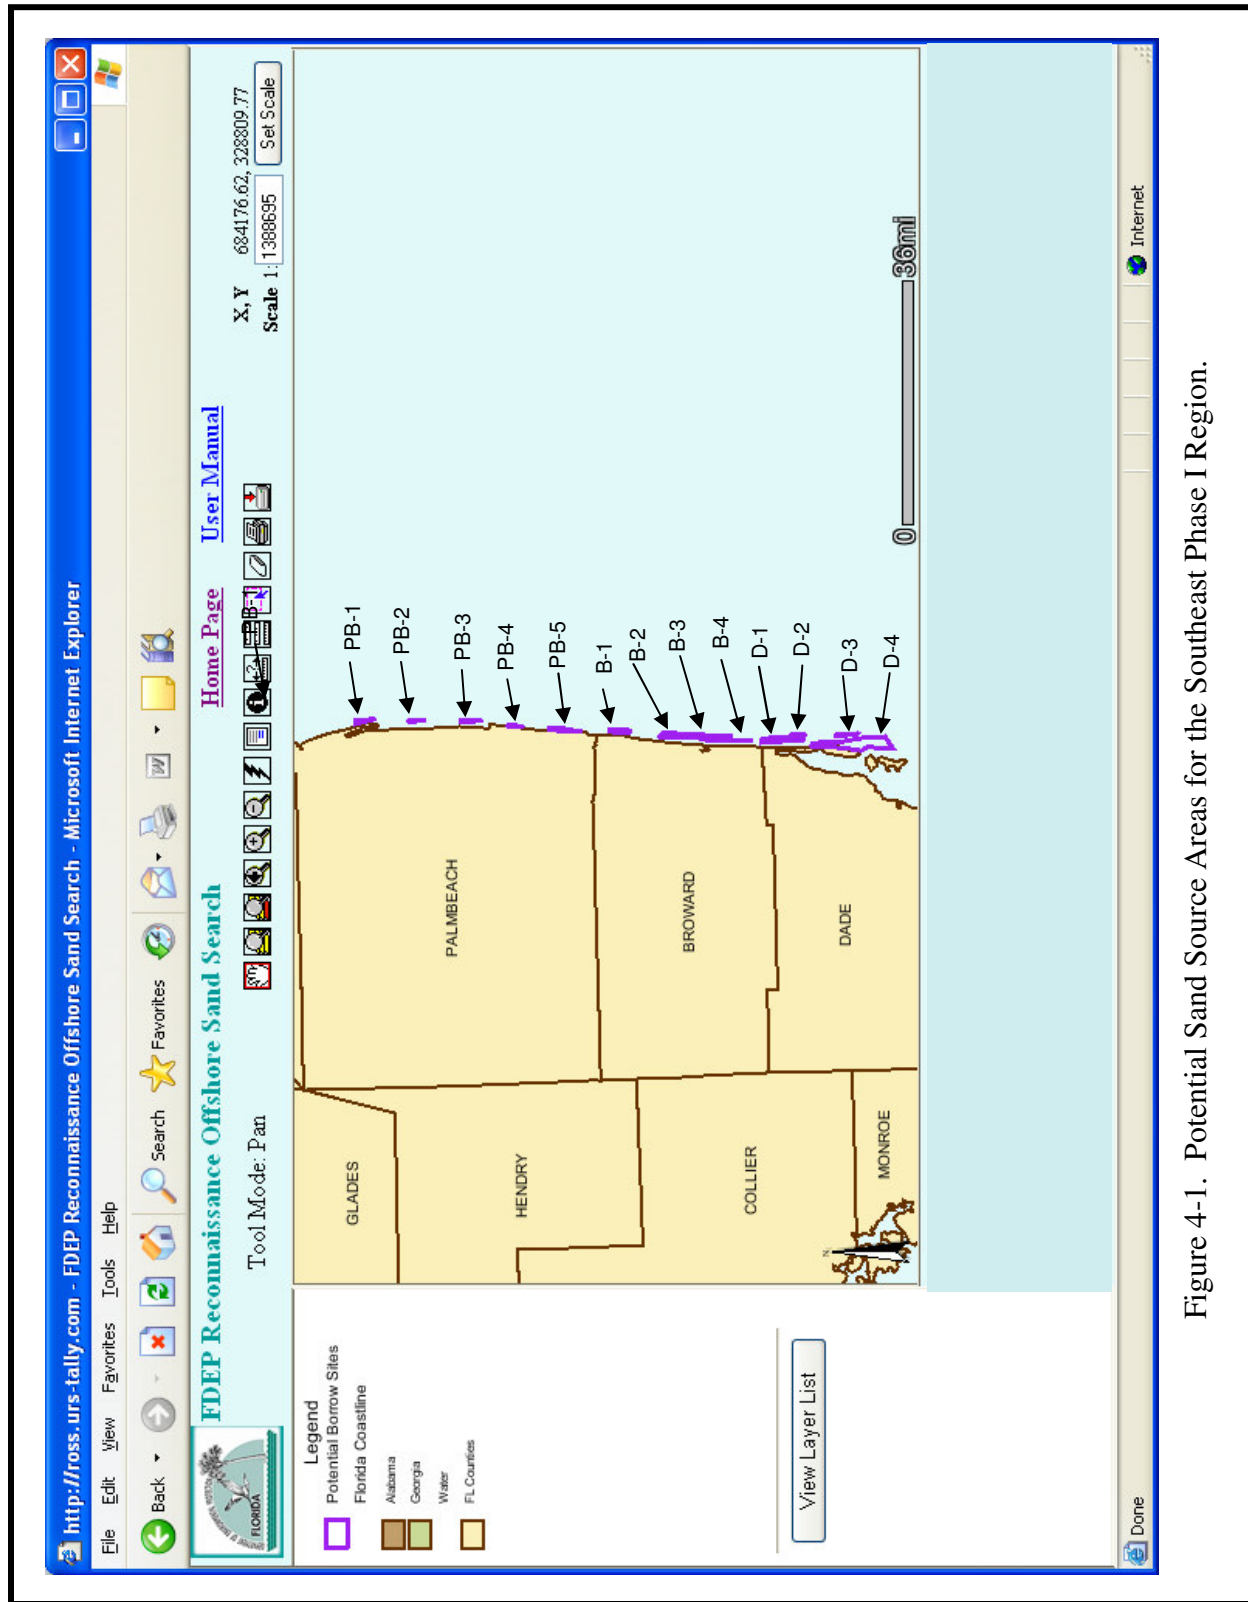 http://ross.urs-tally.com - FDEP Reconnaissance Offshore Sand Search - Microsoft Internet Explorer
File Edit View Favorites Tools Help
Back Search Favorites
FLORIDA
FDEP Reconnaissance Offshore Sand Search Home Page User Manual
Tool Mode: Pan
PB-1
X, Y 684176.62, 328809.77
Scale 1: 1388695 Set Scale
Legend
Potential Borrow Sites
Florida Coastline
Alabama
Georgia
Water
FL Counties
View Layer List
GLADES
HENDRY
COLLIER
MONROE
PALMBEACH
BROWARD
DADE
N
PB-1
PB-2
PB-3
PB-4
PB-5
B-1
B-2
B-3
B-4
D-1
D-2
D-3
D-4
0 36mi
Done Internet
Figure 4-1. Potential Sand Source Areas for the Southeast Phase I Region.